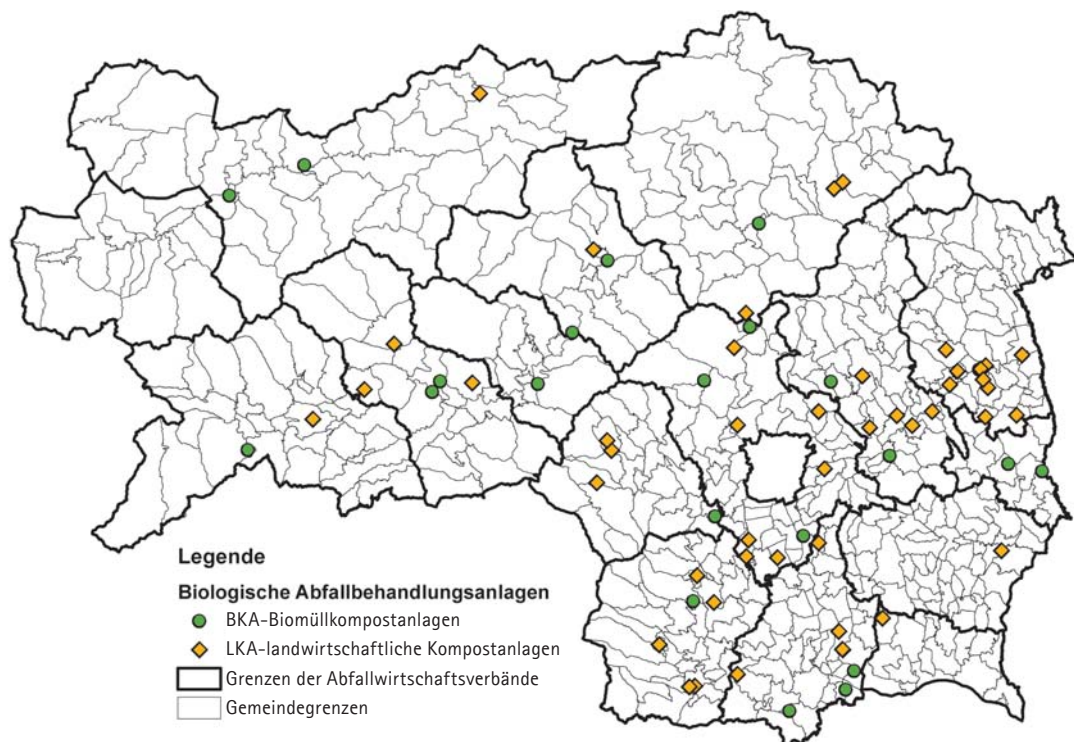 Legende
Biologische Abfallbehandlungsanlagen
BKA-Biomüllkompostanlagen
LKA-landwirtschaftliche Kompostanlagen
Grenzen der Abfallwirtschaftsverbände
Gemeindegrenzen